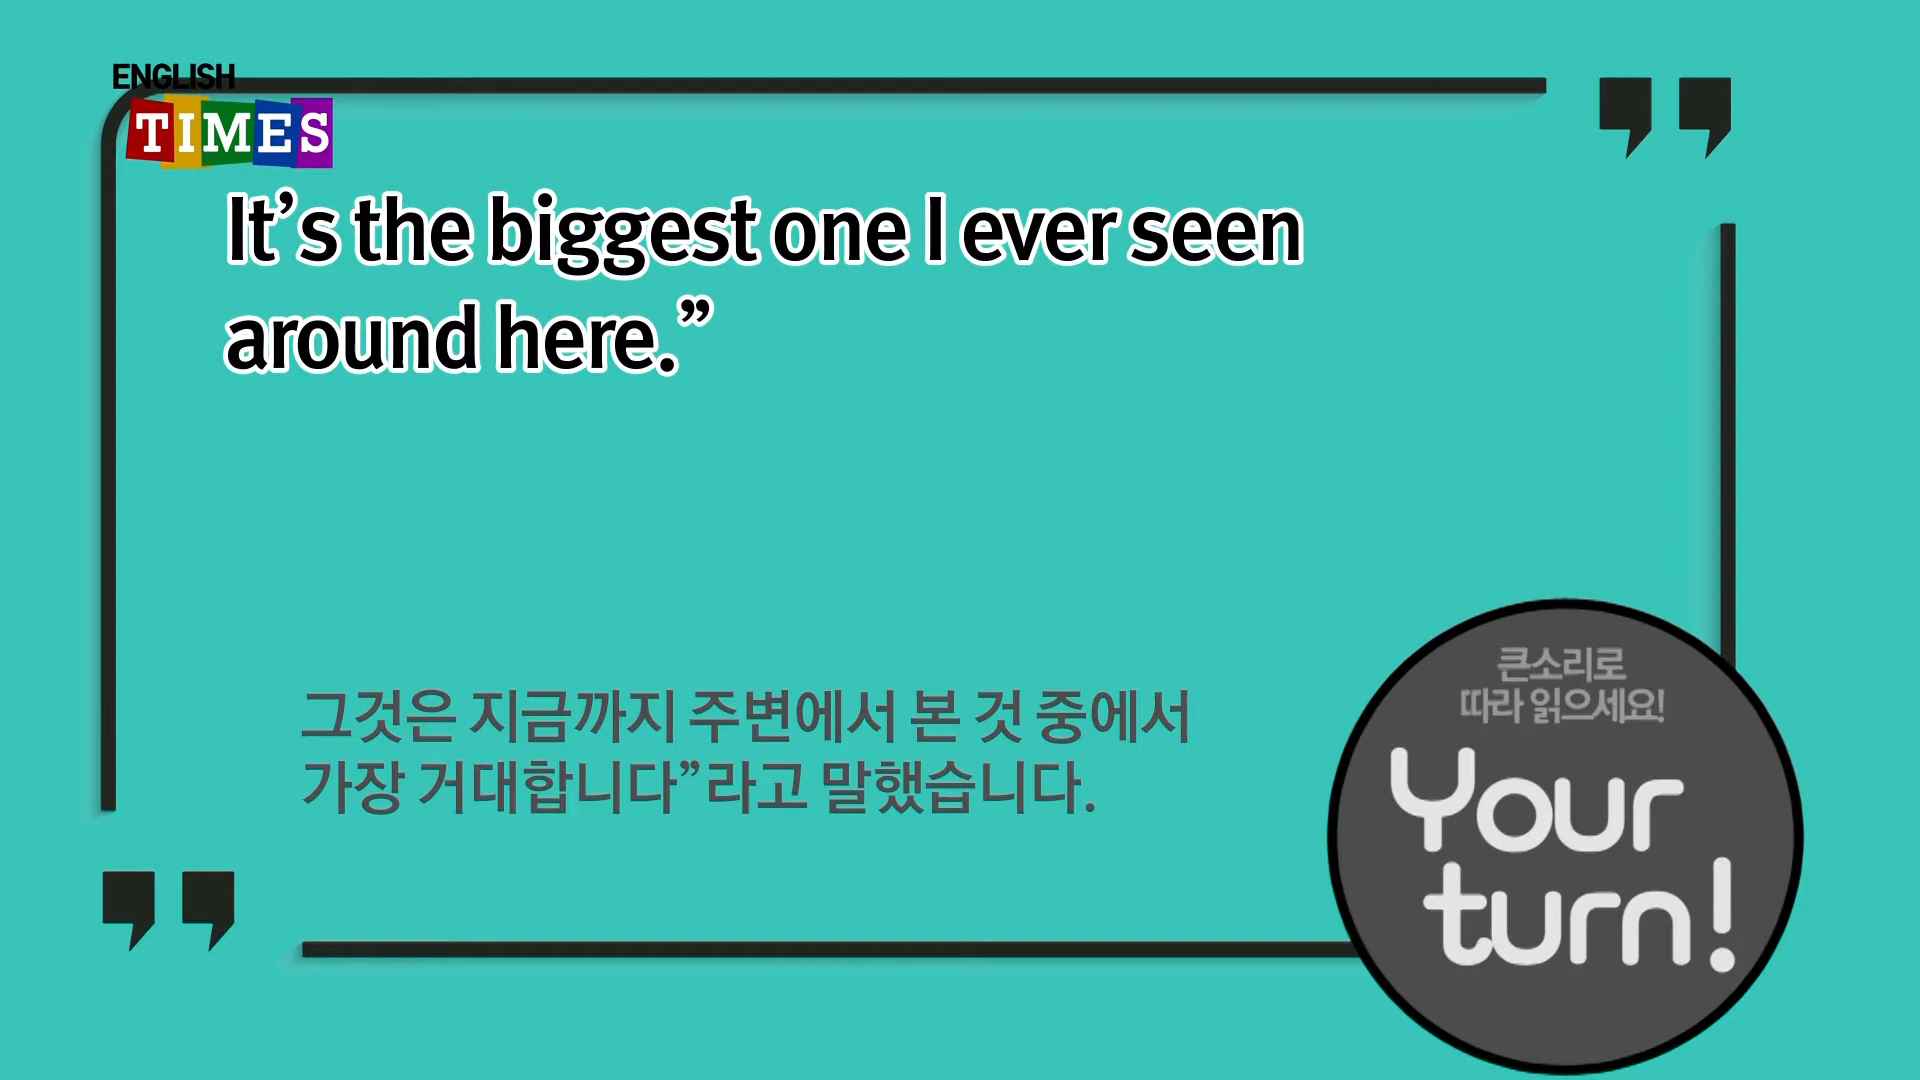 ENGLISH
TIMES
It’s the biggest one I ever seen
around here.”
그것은 지금까지 주변에서 본 것 중에서
가장 거대합니다”라고 말했습니다.
큰소리로
따라 읽으세요!
Your
turn!